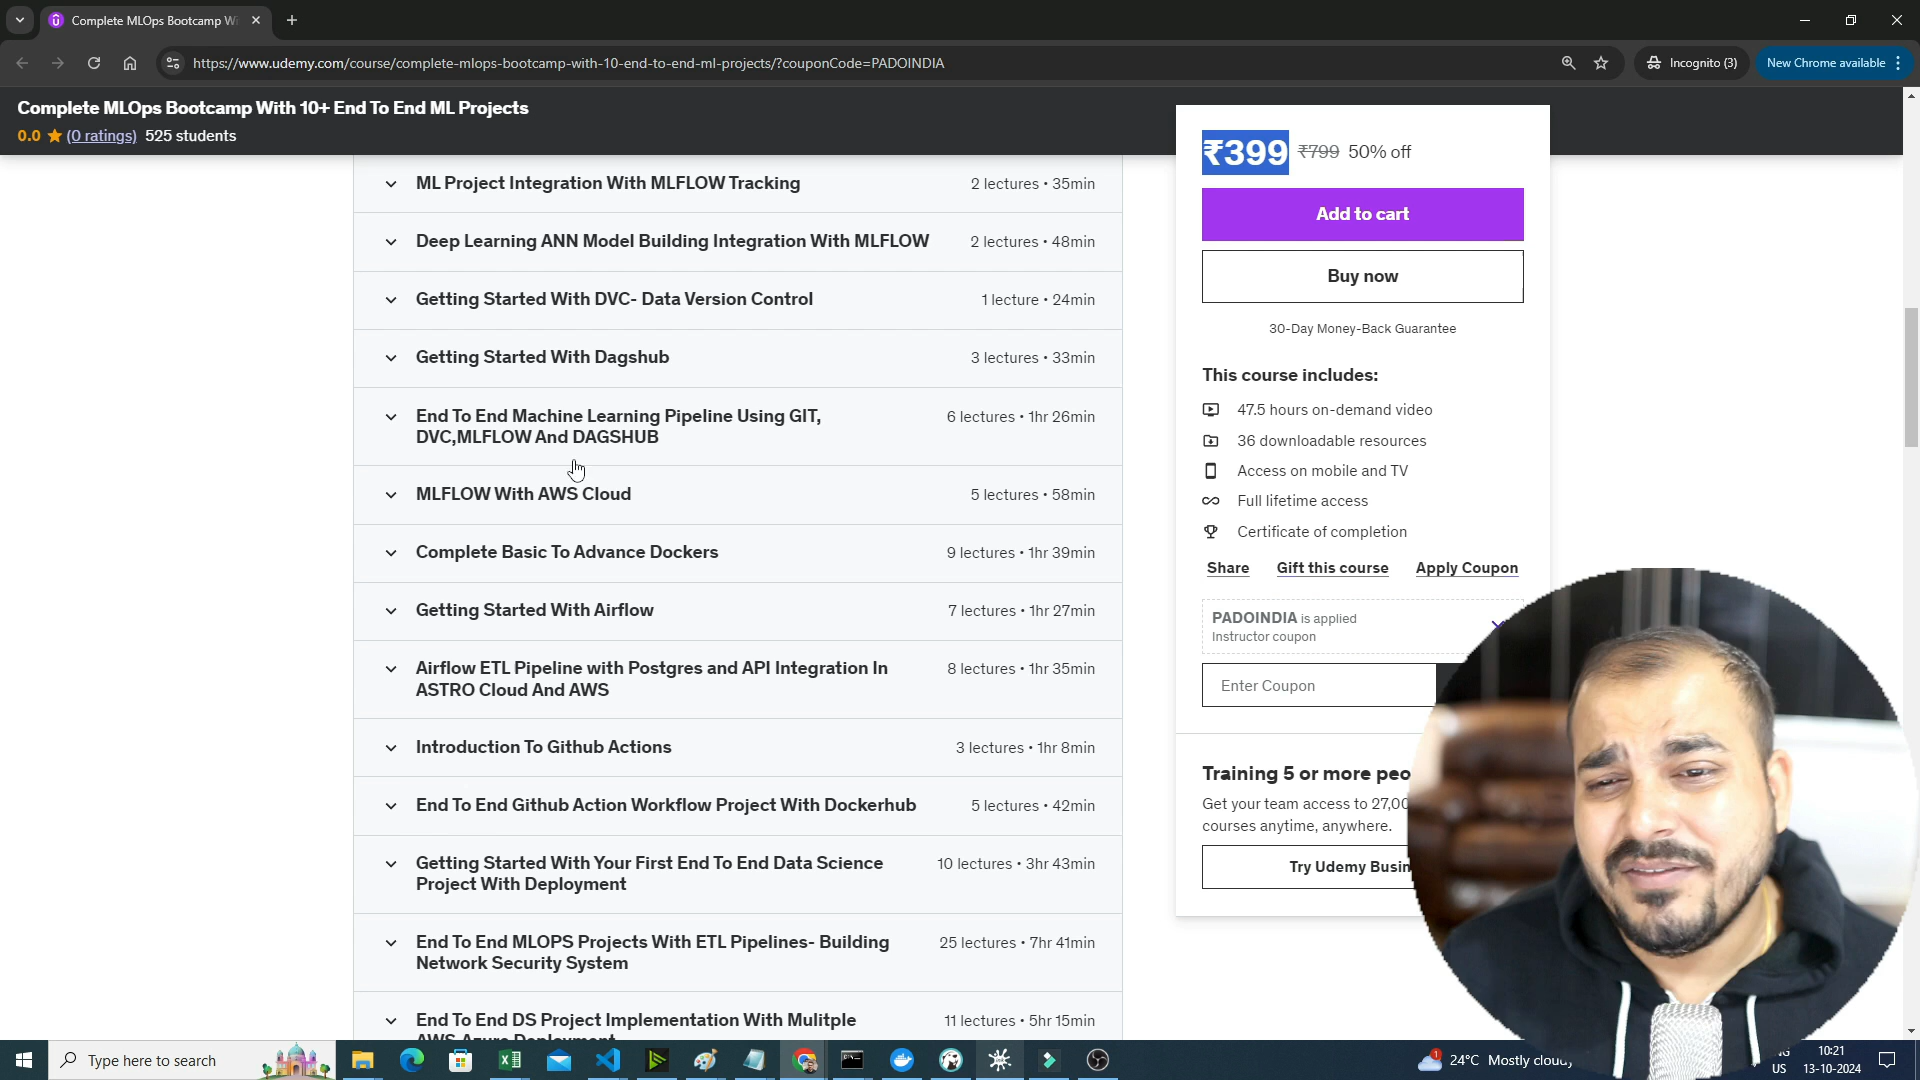 Complete MLOps Bootcamp Wi
https://www.udemy.com/course/complete-mlops-bootcamp-with-10-end-to-end-ml-projects/?couponCode=PADOINDIA
Incognito (3)
New Chrome available
Complete MLOps Bootcamp With 10+ End To End ML Projects
0.0 (0 ratings) 525 students
ML Project Integration With MLFLOW Tracking 2 lectures • 35min
Deep Learning ANN Model Building Integration With MLFLOW 2 lectures • 48min
Getting Started With DVC- Data Version Control 1 lecture • 24min
Getting Started With Dagshub 3 lectures • 33min
End To End Machine Learning Pipeline Using GIT, 6 lectures • 1hr 26min
DVC,MLFLOW And DAGSHUB
MLFLOW With AWS Cloud 5 lectures • 58min
Complete Basic To Advance Dockers 9 lectures • 1hr 39min
Getting Started With Airflow 7 lectures • 1hr 27min
Airflow ETL Pipeline with Postgres and API Integration In 8 lectures • 1hr 35min
ASTRO Cloud And AWS
Introduction To Github Actions 3 lectures • 1hr 8min
End To End Github Action Workflow Project With Dockerhub 5 lectures • 42min
Getting Started With Your First End To End Data Science 10 lectures • 3hr 43min
Project With Deployment
End To End MLOPS Projects With ETL Pipelines- Building 25 lectures • 7hr 41min
Network Security System
End To End DS Project Implementation With Mulitple 11 lectures • 5hr 15min
AWS,Azure Deployment
₹399 ₹799 50% off
Add to cart
Buy now
30-Day Money-Back Guarantee
This course includes:
47.5 hours on-demand video
36 downloadable resources
Access on mobile and TV
Full lifetime access
Certificate of completion
Share Gift this course Apply Coupon
PADOINDIA is applied
Instructor coupon
Enter Coupon
Training 5 or more peo
Get your team access to 27,00
courses anytime, anywhere.
Try Udemy Busin
Type here to search
1
24°C Mostly cloudy
10:21
US 13-10-2024